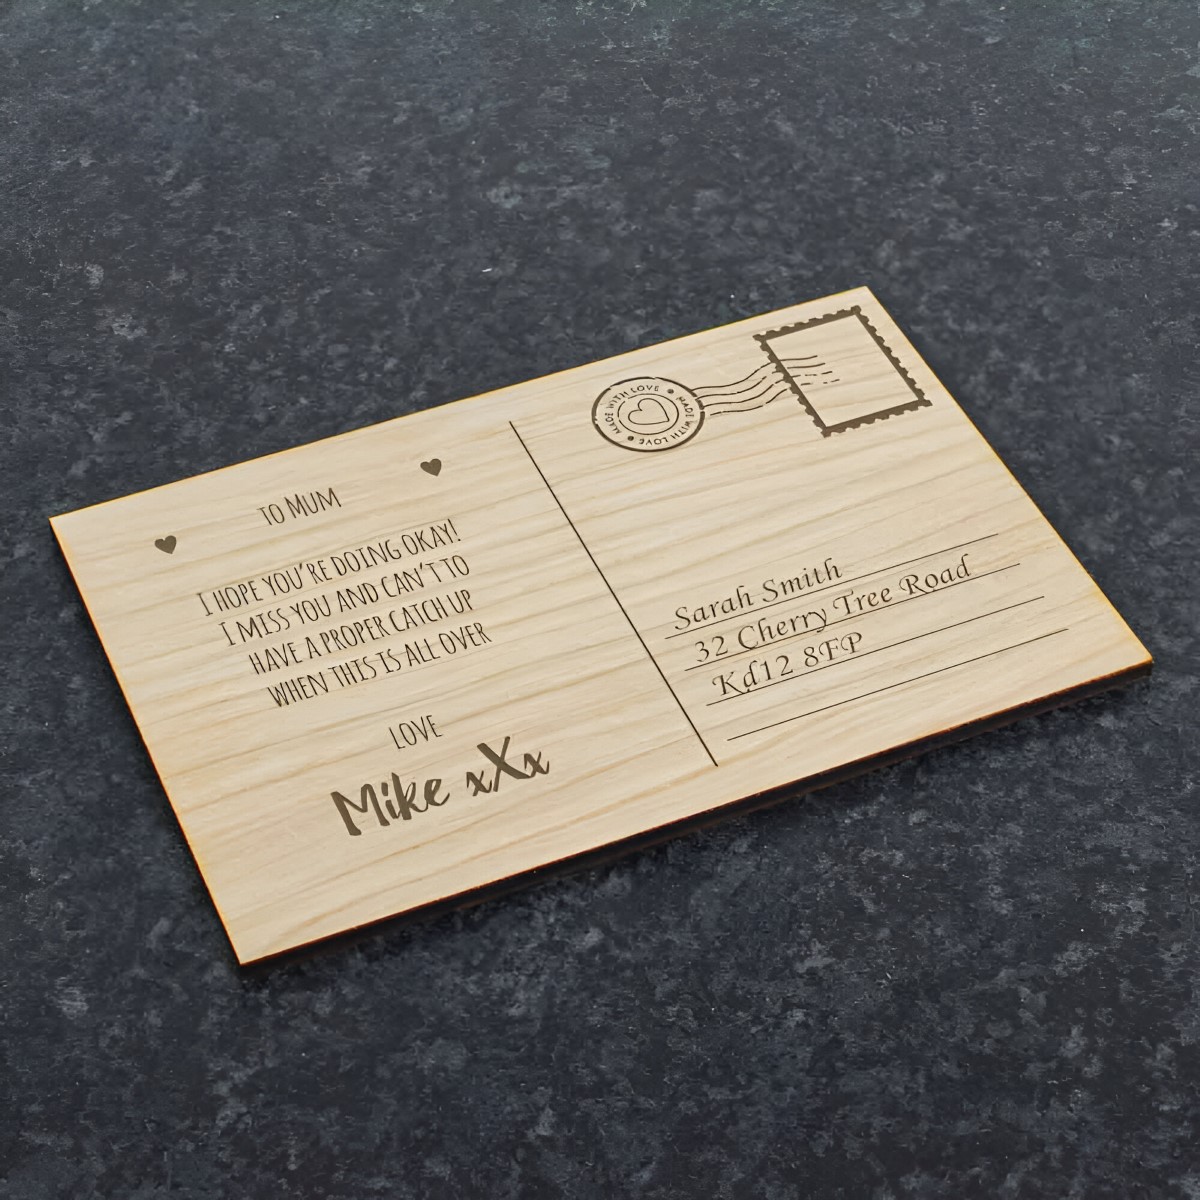 TO MUM
I HOPE YOU'RE DOING OKAY!
I MISS YOU AND CAN'T TO
HAVE A PROPER CATCH UP
WHEN THIS IS ALL OVER
LOVE
Mike xXx
MADE WITH LOVE • MADE WITH LOVE •
Sarah Smith
32 Cherry Tree Road
Kd12 8FP